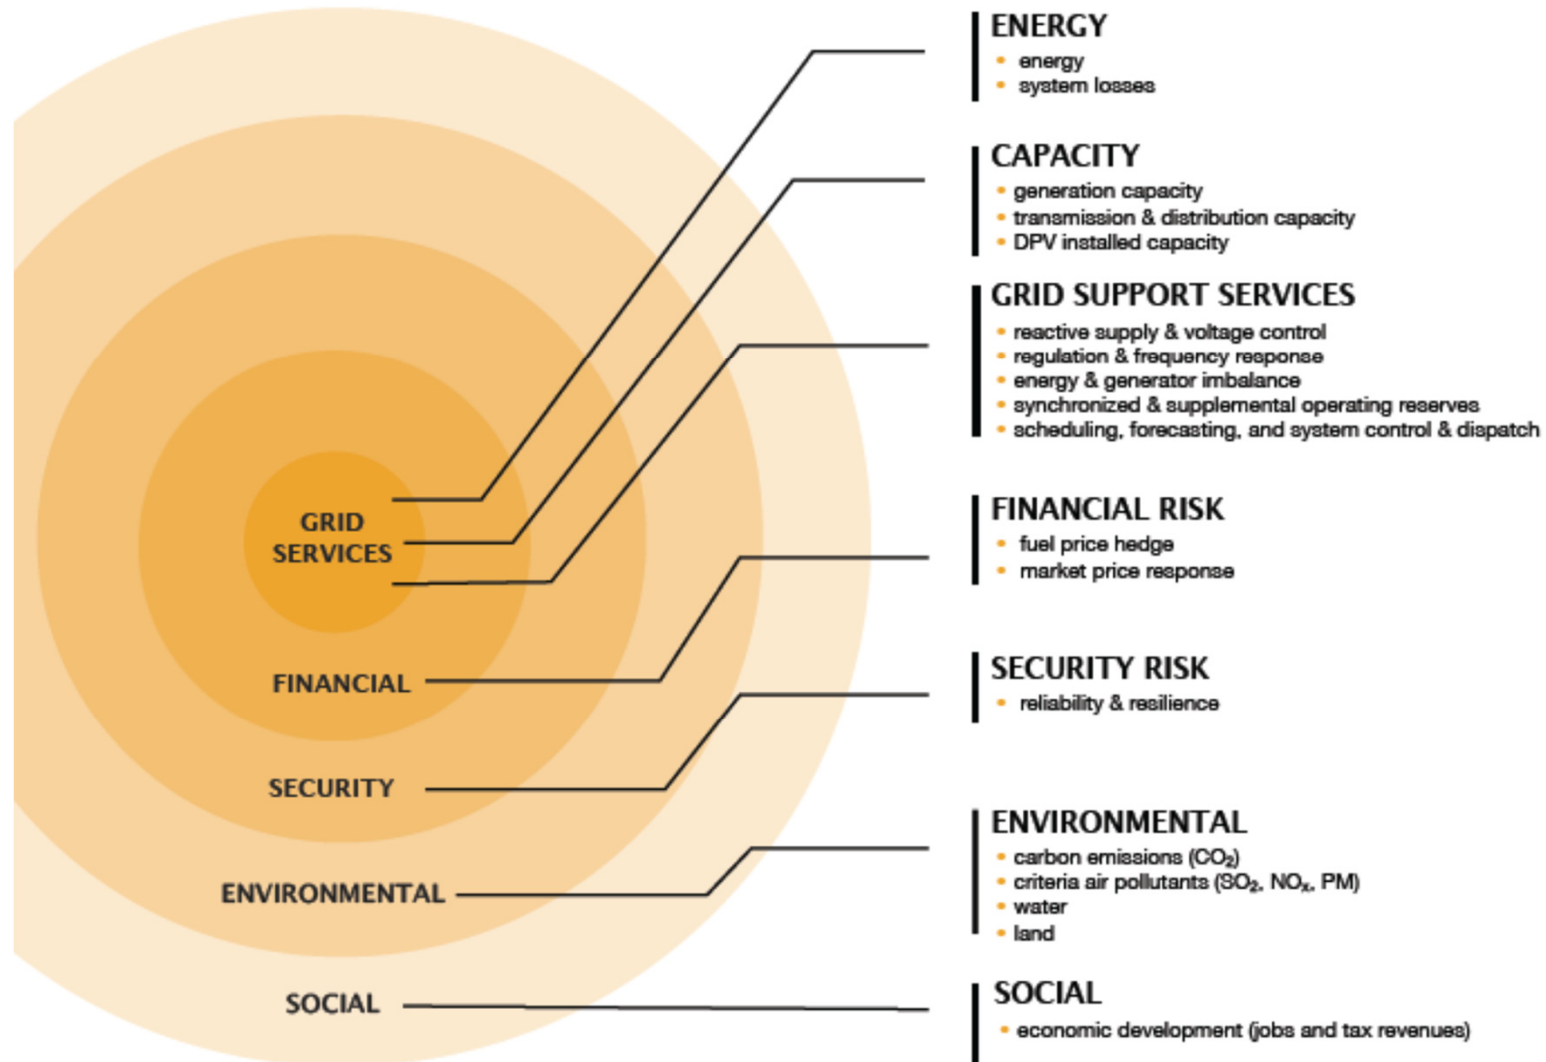 GRID
SERVICES
FINANCIAL
SECURITY
ENVIRONMENTAL
SOCIAL
ENERGY
• energy
• system losses
CAPACITY
• generation capacity
• transmission & distribution capacity
• DPV installed capacity
GRID SUPPORT SERVICES
• reactive supply & voltage control
• regulation & frequency response
• energy & generator imbalance
• synchronized & supplemental operating reserves
• scheduling, forecasting, and system control & dispatch
FINANCIAL RISK
• fuel price hedge
• market price response
SECURITY RISK
• reliability & resilience
ENVIRONMENTAL
• carbon emissions (CO₂)
• criteria air pollutants (SO₂, NOₓ, PM)
• water
• land
SOCIAL
• economic development (jobs and tax revenues)